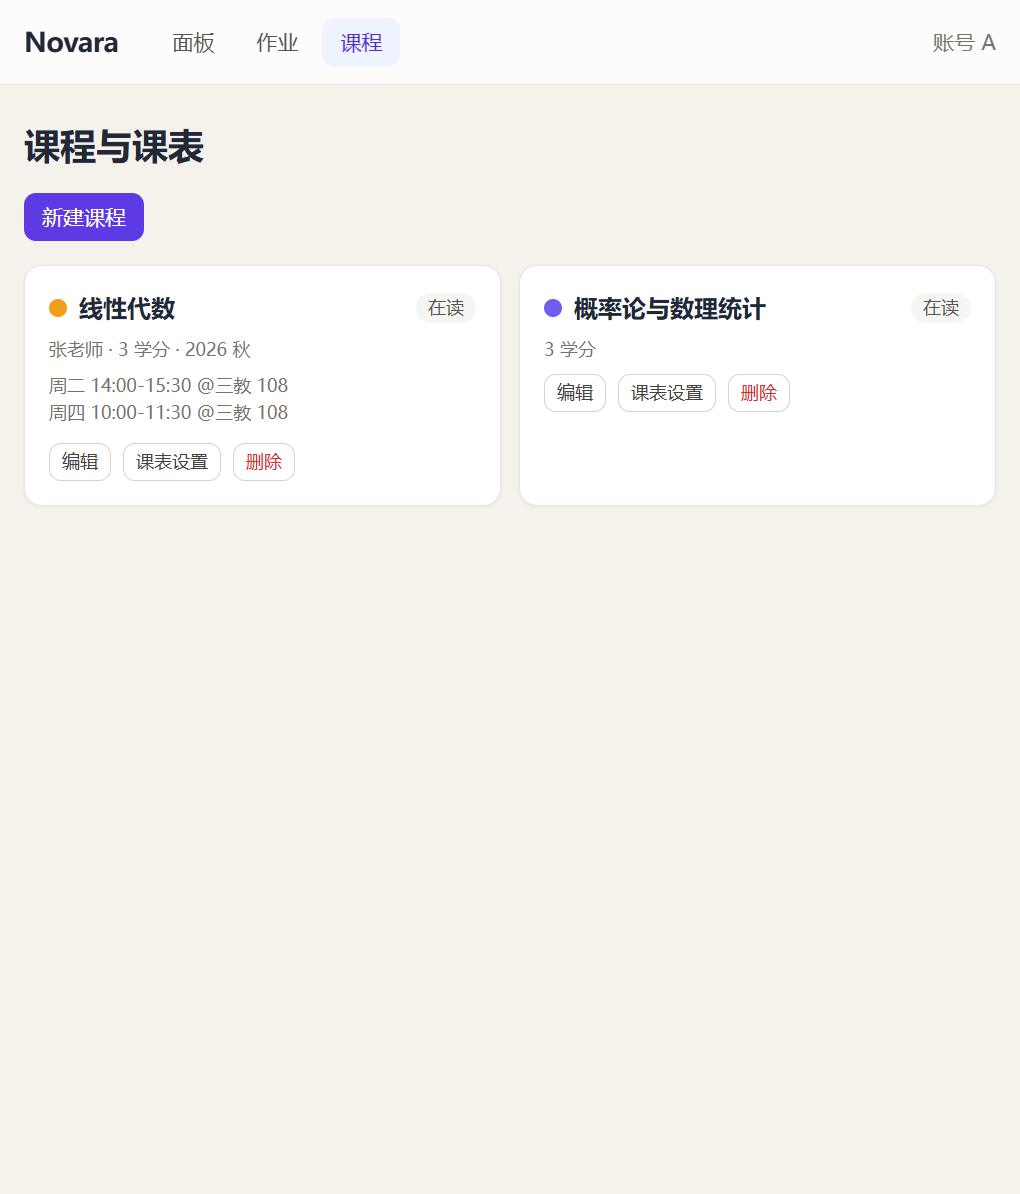 Novara 面板 作业 课程 账号 A
课程与课表
新建课程
线性代数 在读
张老师 · 3 学分 · 2026 秋
周二 14:00-15:30 @三教 108
周四 10:00-11:30 @三教 108
编辑 课表设置 删除
概率论与数理统计 在读
3 学分
编辑 课表设置 删除